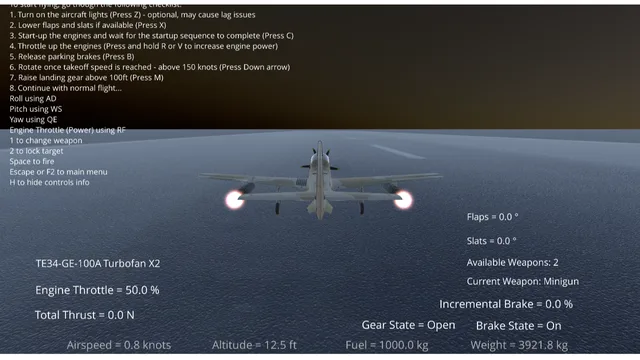 To start flying, go though the following checklist:
1. Turn on the aircraft lights (Press Z) - optional, may cause lag issues
2. Lower flaps and slats if available (Press X)
3. Start-up the engines and wait for the startup sequence to complete (Press C)
4. Throttle up the engines (Press and hold R or V to increase engine power)
5. Release parking brakes (Press B)
6. Rotate once takeoff speed is reached - above 150 knots (Press Down arrow)
7. Raise landing gear above 100ft (Press M)
8. Continue with normal flight...
Roll using AD
Pitch using WS
Yaw using QE
Engine Throttle (Power) using RF
1 to change weapon
2 to lock target
Space to fire
Escape or F2 to main menu
H to hide controls info
Flaps = 0.0 °
Slats = 0.0 °
TE34-GE-100A Turbofan X2
Available Weapons: 2
Current Weapon: Minigun
Engine Throttle = 50.0 %
Incremental Brake = 0.0 %
Total Thrust = 0.0 N
Gear State = Open Brake State = On
Airspeed = 0.8 knots Altitude = 12.5 ft Fuel = 1000.0 kg Weight = 3921.8 kg